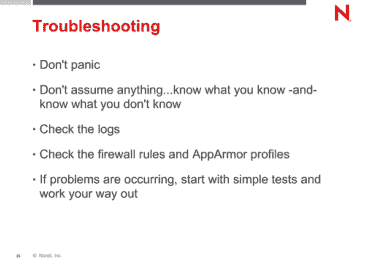 Troubleshooting
N
• Don't panic
• Don't assume anything...know what you know -and-
know what you don't know
• Check the logs
• Check the firewall rules and AppArmor profiles
• If problems are occurring, start with simple tests and
work your way out
© Novell, Inc.